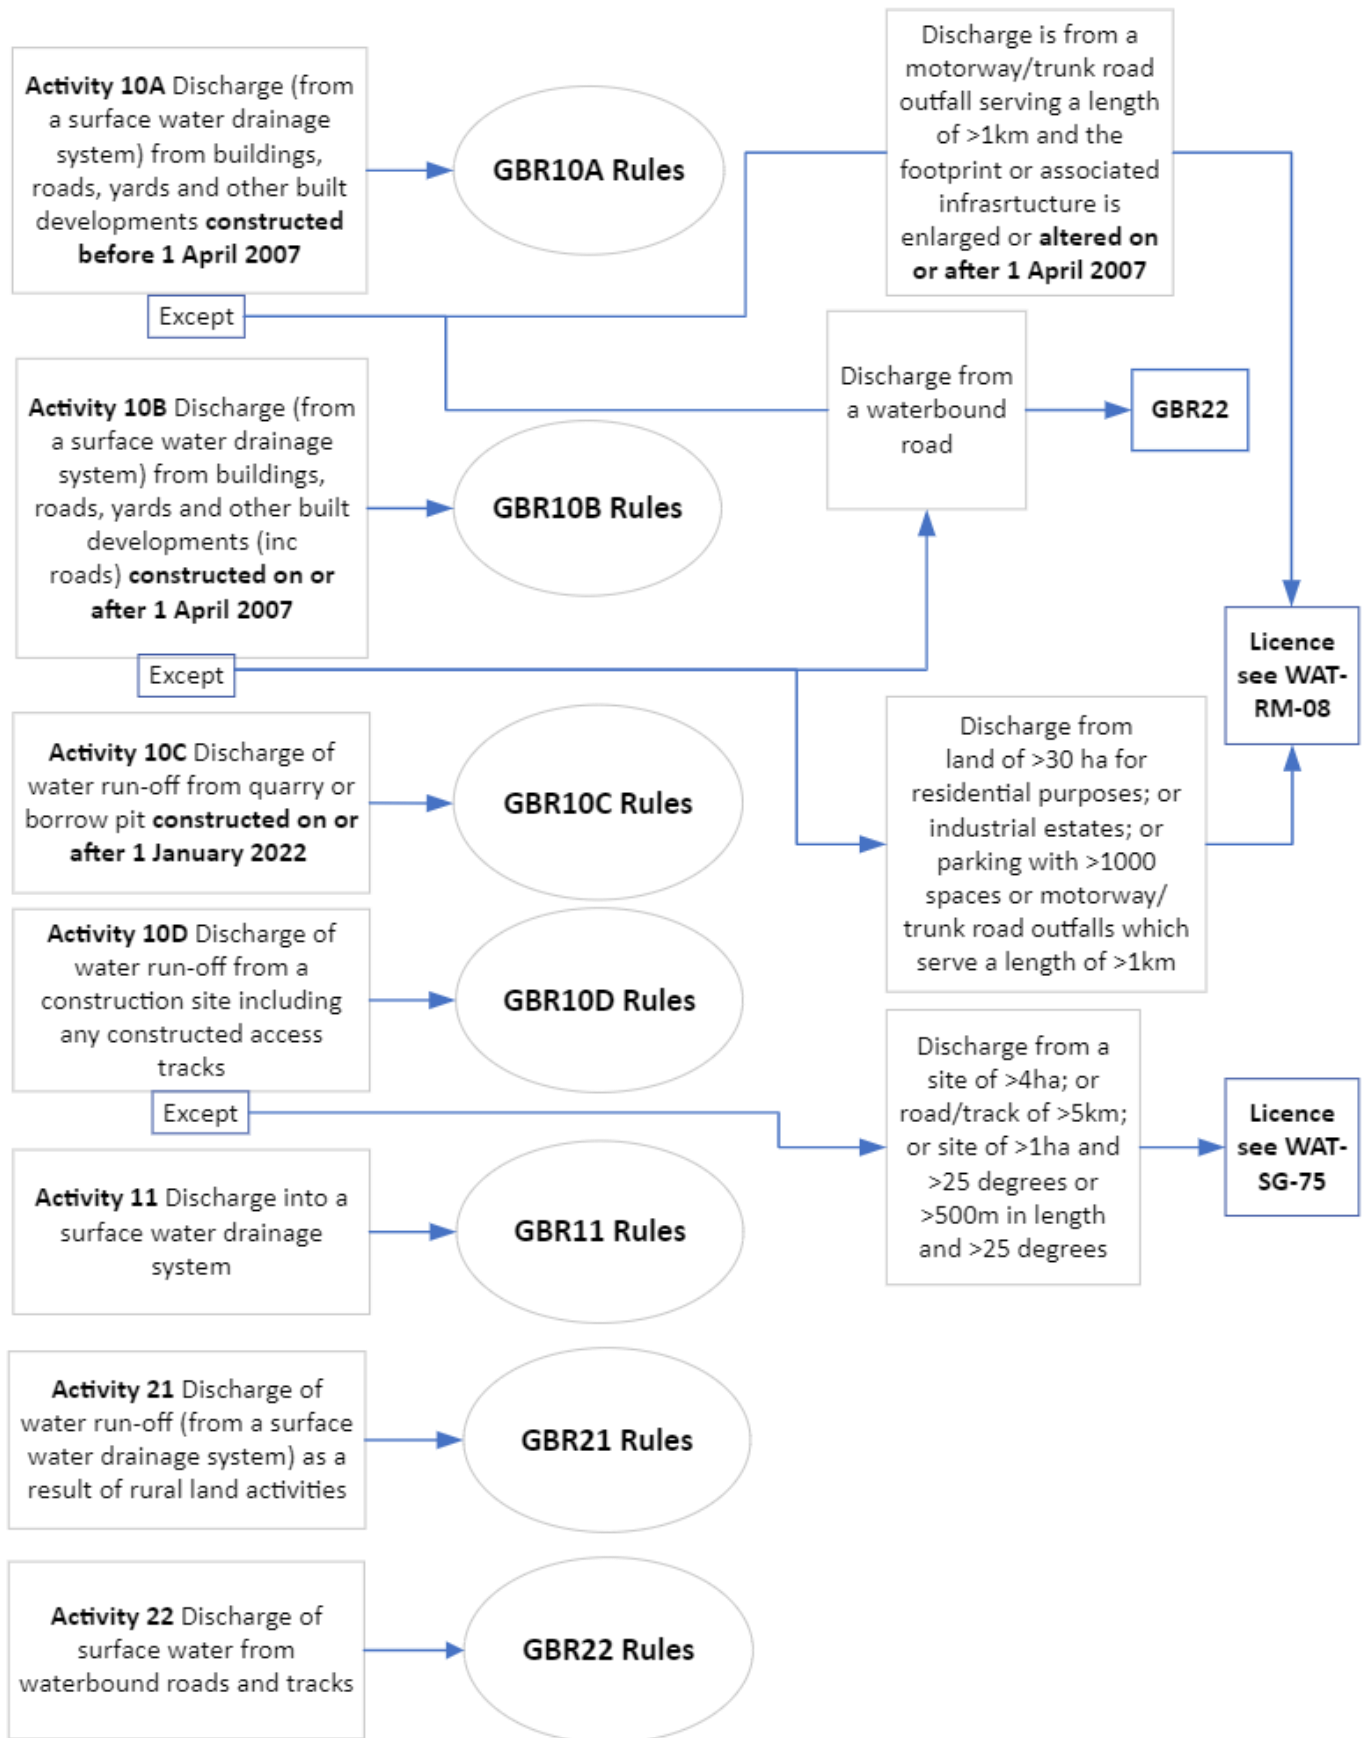 Activity 10A Discharge (from
a surface water drainage
system) from buildings,
roads, yards and other built
developments constructed
before 1 April 2007
GBR10A Rules
Discharge is from a
motorway/trunk road
outfall serving a length
of >1km and the
footprint or associated
infrasrtucture is
enlarged or altered on
or after 1 April 2007
Except
Discharge from
a waterbound
road
GBR22
Activity 10B Discharge (from
a surface water drainage
system) from buildings,
roads, yards and other built
developments (inc
roads) constructed on or
after 1 April 2007
GBR10B Rules
Licence
see WAT-
RM-08
Except
Discharge from
land of >30 ha for
residential purposes; or
industrial estates; or
parking with >1000
spaces or motorway/
trunk road outfalls which
serve a length of >1km
Activity 10C Discharge of
water run-off from quarry or
borrow pit constructed on or
after 1 January 2022
GBR10C Rules
Activity 10D Discharge of
water run-off from a
construction site including
any constructed access
tracks
GBR10D Rules
Except
Discharge from a
site of >4ha; or
road/track of >5km;
or site of >1ha and
>25 degrees or
>500m in length
and >25 degrees
Licence
see WAT-
SG-75
Activity 11 Discharge into a
surface water drainage
system
GBR11 Rules
Activity 21 Discharge of
water run-off (from a surface
water drainage system) as a
result of rural land activities
GBR21 Rules
Activity 22 Discharge of
surface water from
waterbound roads and tracks
GBR22 Rules